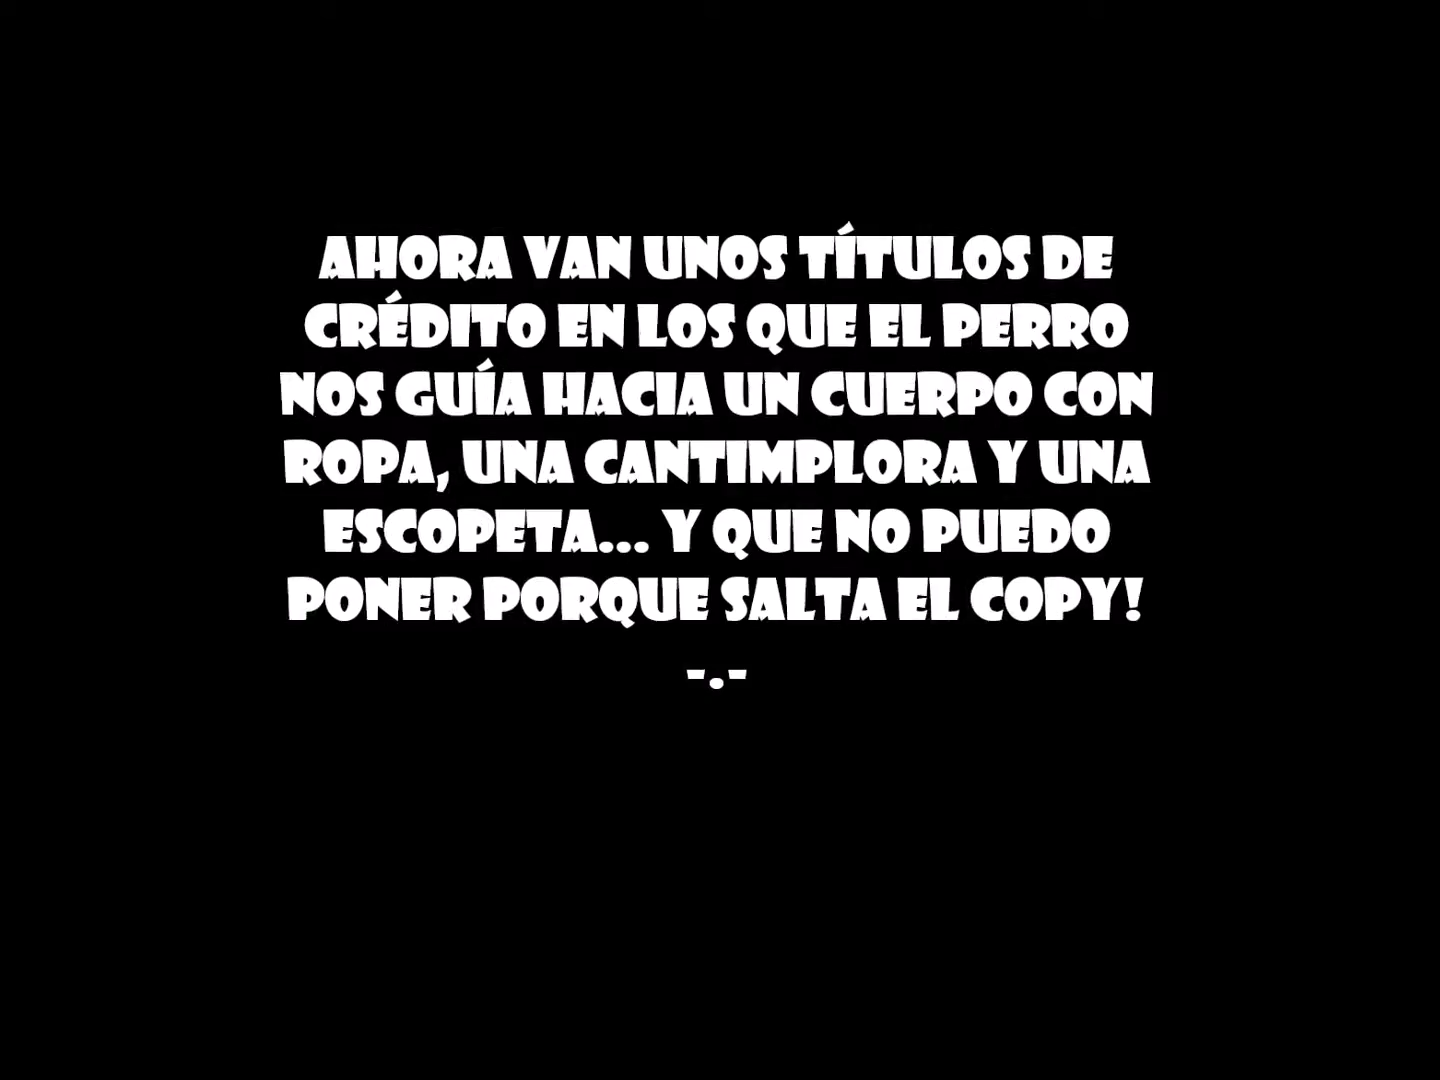 AHORA VAN UNOS TÍTULOS DE
CRÉDITO EN LOS QUE EL PERRO
NOS GUÍA HACIA UN CUERPO CON
ROPA, UNA CANTIMPLORA Y UNA
ESCOPETA... Y QUE NO PUEDO
PONER PORQUE SALTA EL COPY!
-.-